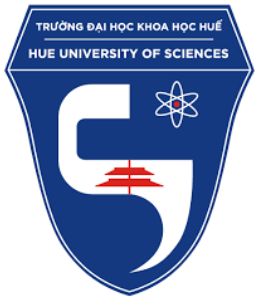 TRƯỜNG ĐẠI HỌC KHOA HỌC HUẾ
HUE UNIVERSITY OF SCIENCES